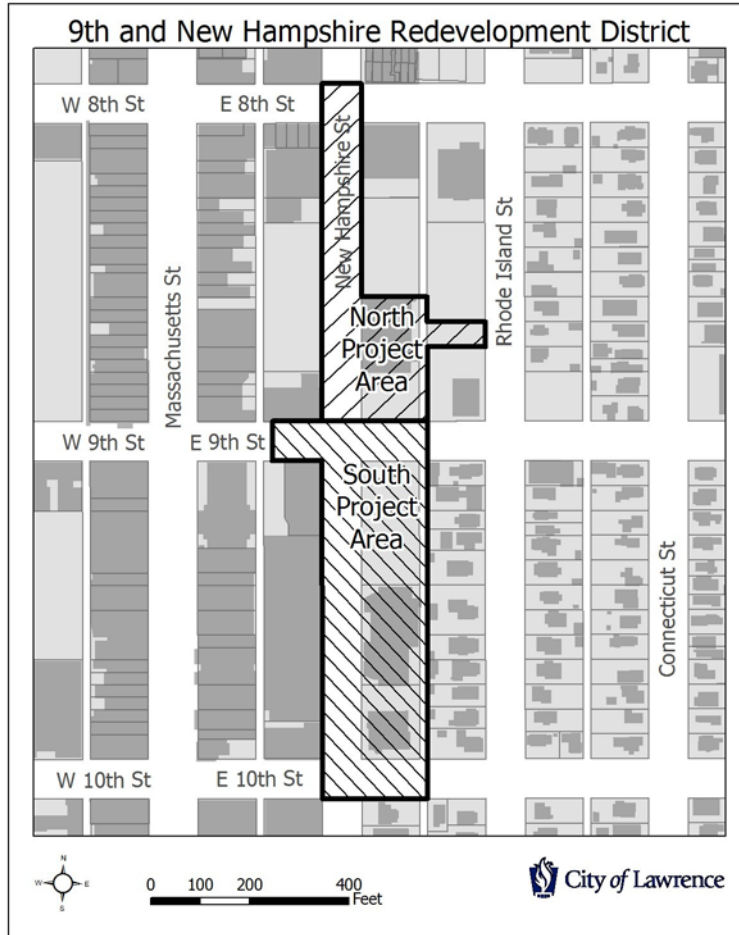 9th and New Hampshire Redevelopment District
W 8th St
E 8th St
New Hampshire St
Rhode Island St
North
Project
Area
Massachusetts St
W 9th St
E 9th St
South
Project
Area
Connecticut St
W 10th St
E 10th St
N
W
E
S
0 100 200 400
Feet
City of Lawrence